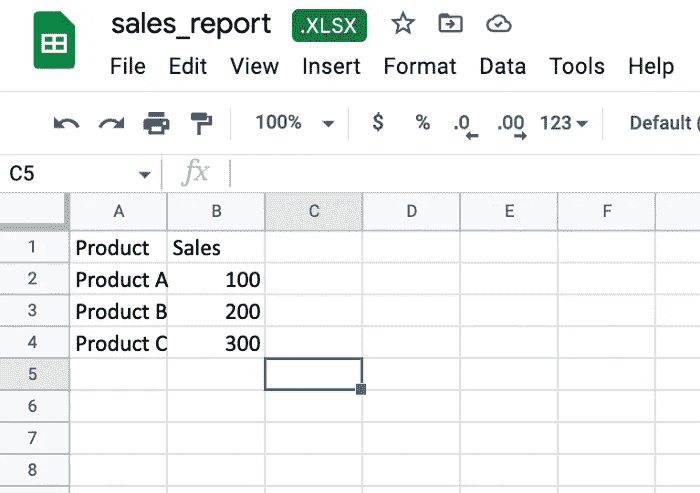 sales_report .XLSX
File Edit View Insert Format Data Tools Help
100% $ % .0 .00 123 Default (
C5 fx
A B C D E F
1 Product Sales
2 Product A 100
3 Product B 200
4 Product C 300
5
6
7
8